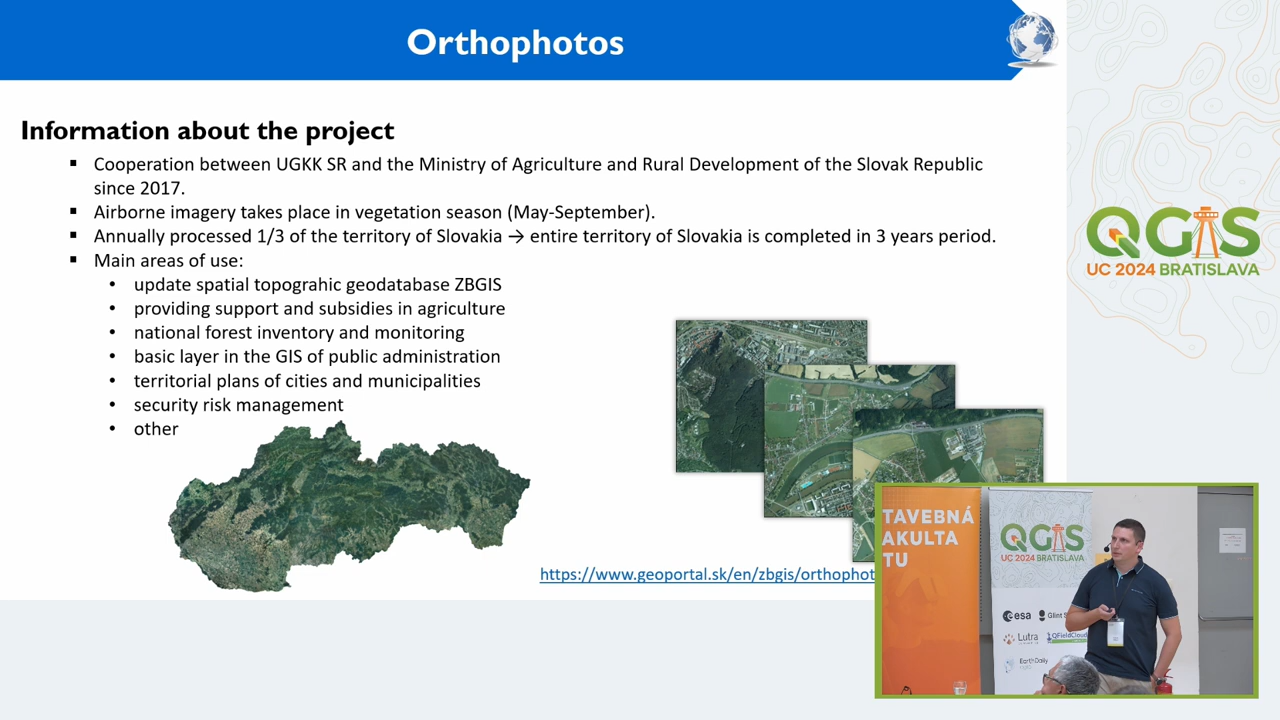 Orthophotos
Information about the project
▪ Cooperation between UGKK SR and the Ministry of Agriculture and Rural Development of the Slovak Republic
since 2017.
▪ Airborne imagery takes place in vegetation season (May-September).
▪ Annually processed 1/3 of the territory of Slovakia → entire territory of Slovakia is completed in 3 years period.
▪ Main areas of use:
• update spatial topograhic geodatabase ZBGIS
• providing support and subsidies in agriculture
• national forest inventory and monitoring
• basic layer in the GIS of public administration
• territorial plans of cities and municipalities
• security risk management
• other
https://www.geoportal.sk/en/zbgis/orthophot
QGIS
UC 2024 BRATISLAVA
TAVEBNÁ
AKULTA
TU
QGIS
UC 2024 BRATISLAVA
esa
Glint
Lutra
QFieldCloud
EarthDaily